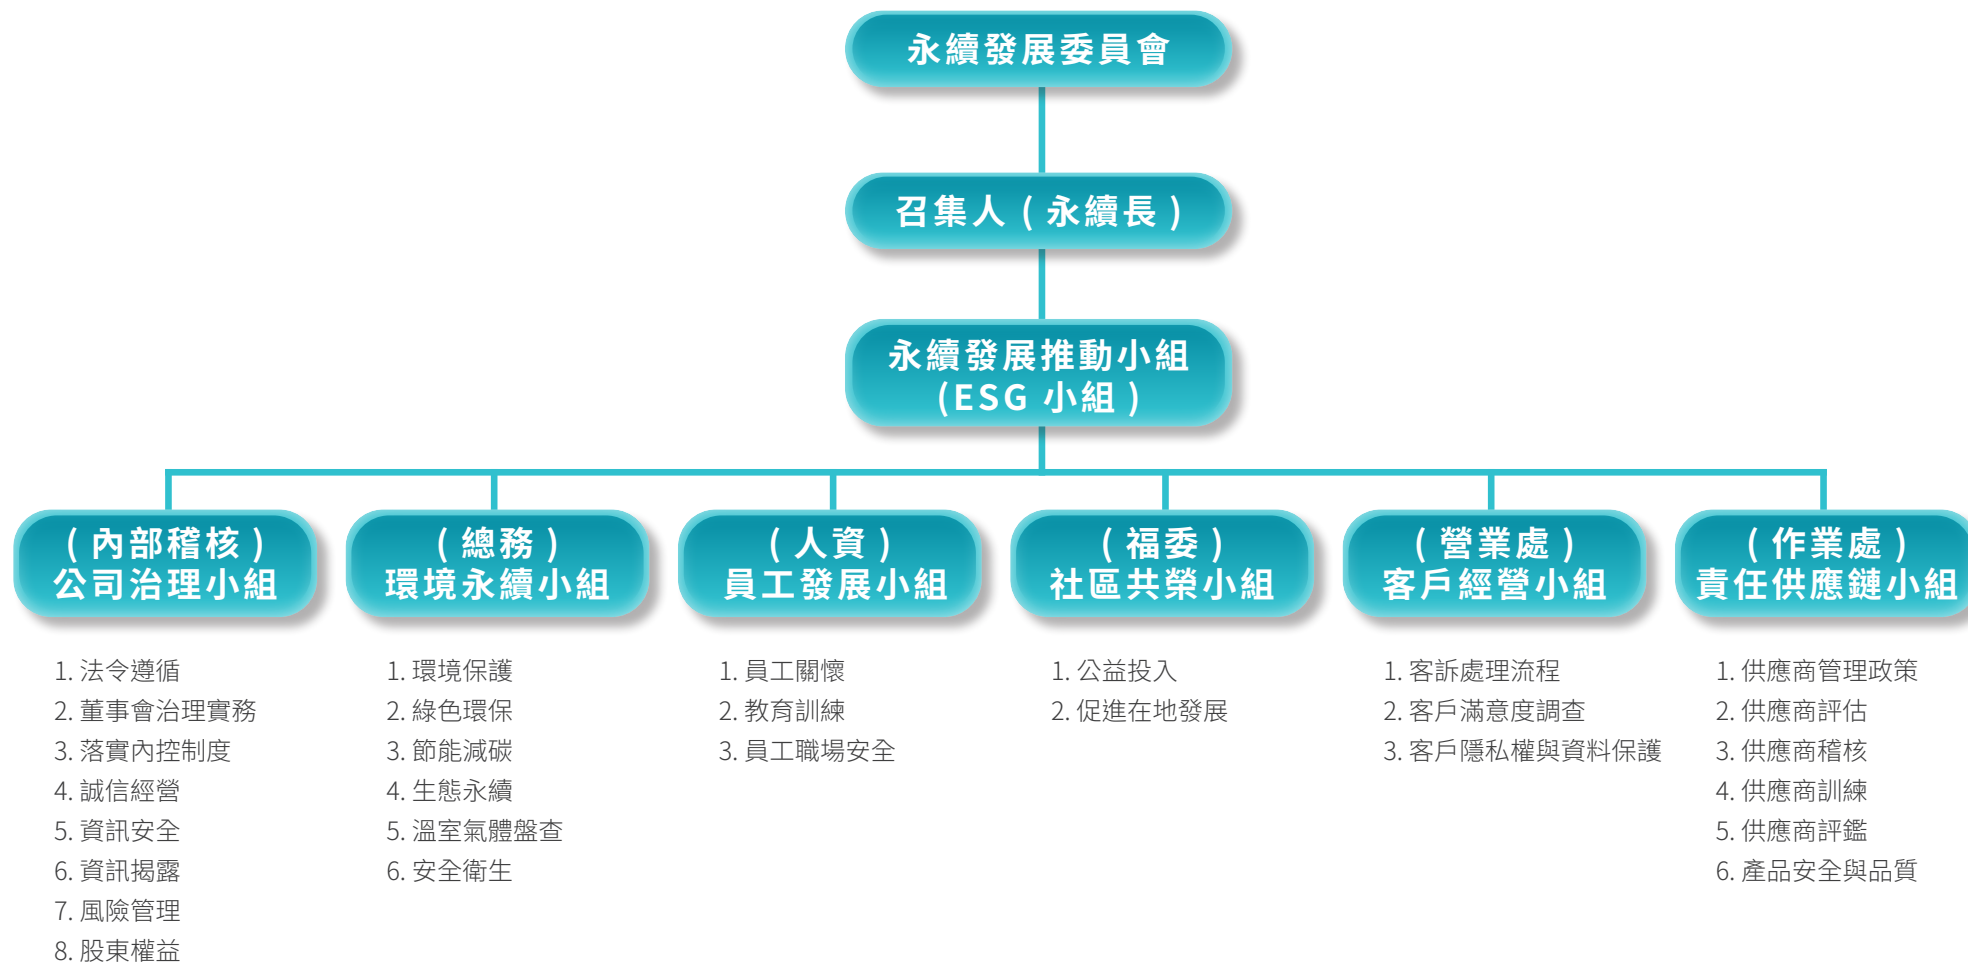 永續發展委員會
召集人 ( 永續長 )
永續發展推動小組
(ESG 小組 )
( 內部稽核 )
公司治理小組
1. 法令遵循
2. 董事會治理實務
3. 落實內控制度
4. 誠信經營
5. 資訊安全
6. 資訊揭露
7. 風險管理
8. 股東權益
( 總務 )
環境永續小組
1. 環境保護
2. 綠色環保
3. 節能減碳
4. 生態永續
5. 溫室氣體盤查
6. 安全衛生
( 人資 )
員工發展小組
1. 員工關懷
2. 教育訓練
3. 員工職場安全
( 福委 )
社區共榮小組
1. 公益投入
2. 促進在地發展
( 營業處 )
客戶經營小組
1. 客訴處理流程
2. 客戶滿意度調查
3. 客戶隱私權與資料保護
( 作業處 )
責任供應鏈小組
1. 供應商管理政策
2. 供應商評估
3. 供應商稽核
4. 供應商訓練
5. 供應商評鑑
6. 產品安全與品質